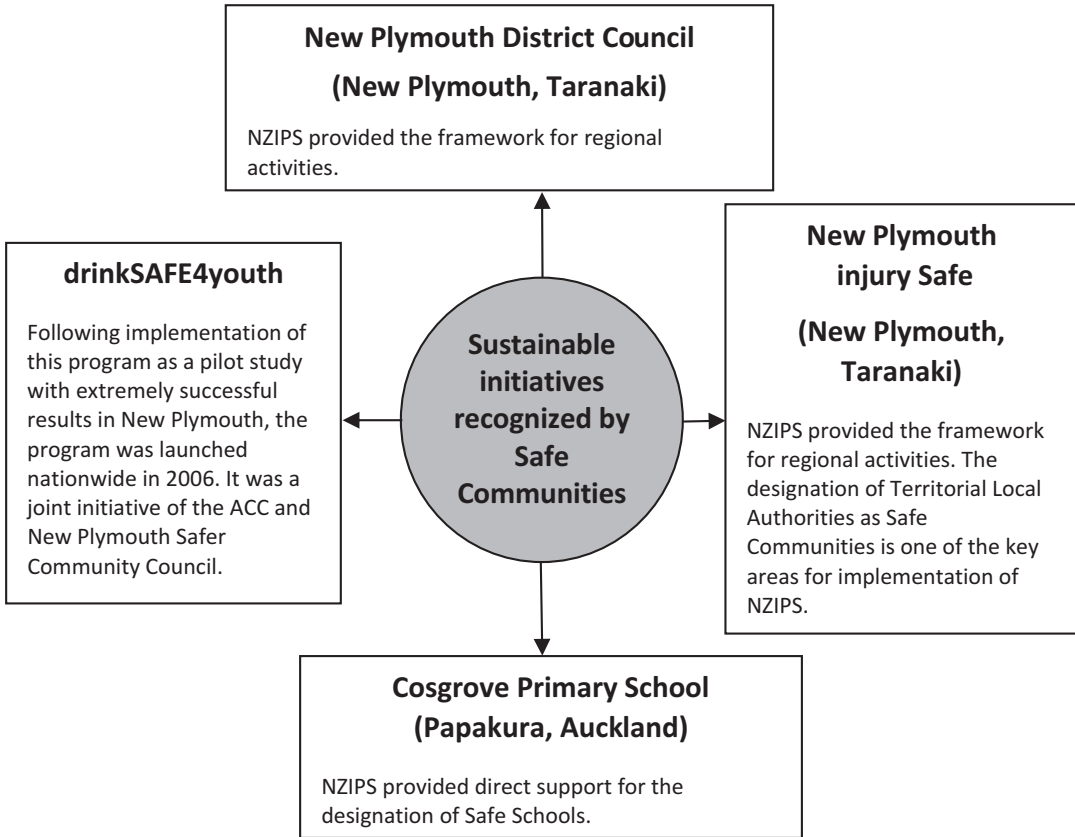 New Plymouth District Council
(New Plymouth, Taranaki)
NZIPS provided the framework for regional
activities.
drinkSAFE4youth
Following implementation of
this program as a pilot study
with extremely successful
results in New Plymouth, the
program was launched
nationwide in 2006. It was a
joint initiative of the ACC and
New Plymouth Safer
Community Council.
Sustainable
initiatives
recognized by
Safe
Communities
New Plymouth
injury Safe
(New Plymouth,
Taranaki)
NZIPS provided the framework
for regional activities. The
designation of Territorial Local
Authorities as Safe
Communities is one of the key
areas for implementation of
NZIPS.
Cosgrove Primary School
(Papakura, Auckland)
NZIPS provided direct support for the
designation of Safe Schools.